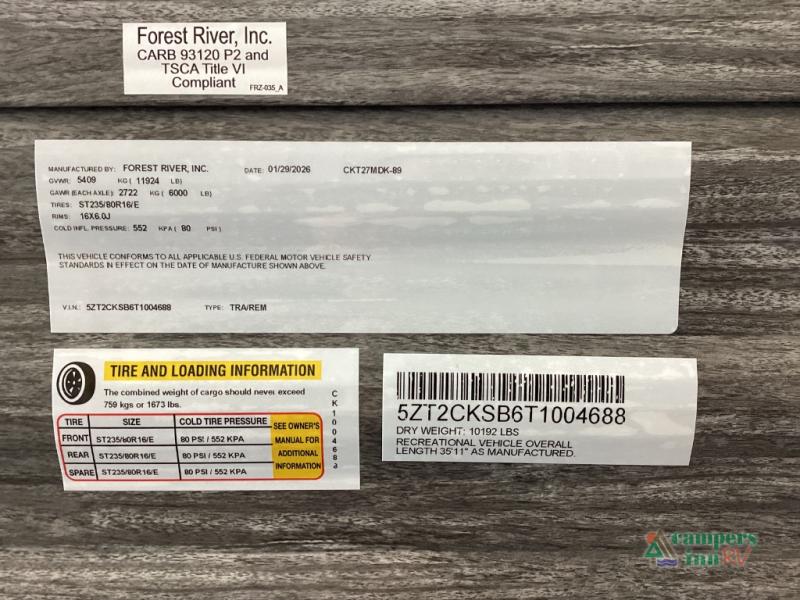 Forest River, Inc.
CARB 93120 P2 and
TSCA Title VI
Compliant
FRZ-035_A
MANUFACTURED BY: FOREST RIVER, INC. DATE: 01/29/2026 CKT27MDK-89
GVWR: 5409 KG ( 11924 LB)
GAWR (EACH AXLE): 2722 KG ( 6000 LB)
TIRES: ST235/80R16/E
RIMS: 16X6.0J
COLD INFL. PRESSURE: 552 KPA ( 80 PSI )
THIS VEHICLE CONFORMS TO ALL APPLICABLE U.S. FEDERAL MOTOR VEHICLE SAFETY
STANDARDS IN EFFECT ON THE DATE OF MANUFACTURE SHOWN ABOVE.
V.I.N.: 5ZT2CKSB6T1004688 TYPE: TRA/REM
TIRE AND LOADING INFORMATION
The combined weight of cargo should never exceed
759 kgs or 1673 lbs.
TIRE SIZE COLD TIRE PRESSURE
FRONT ST235/80R16/E 80 PSI / 552 KPA
REAR ST235/80R16/E 80 PSI / 552 KPA
SPARE ST235/80R16/E 80 PSI / 552 KPA
SEE OWNER'S
MANUAL FOR
ADDITIONAL
INFORMATION
5ZT2CKSB6T1004688
DRY WEIGHT: 10192 LBS
RECREATIONAL VEHICLE OVERALL
LENGTH 35'11" AS MANUFACTURED.
campers
inn RV